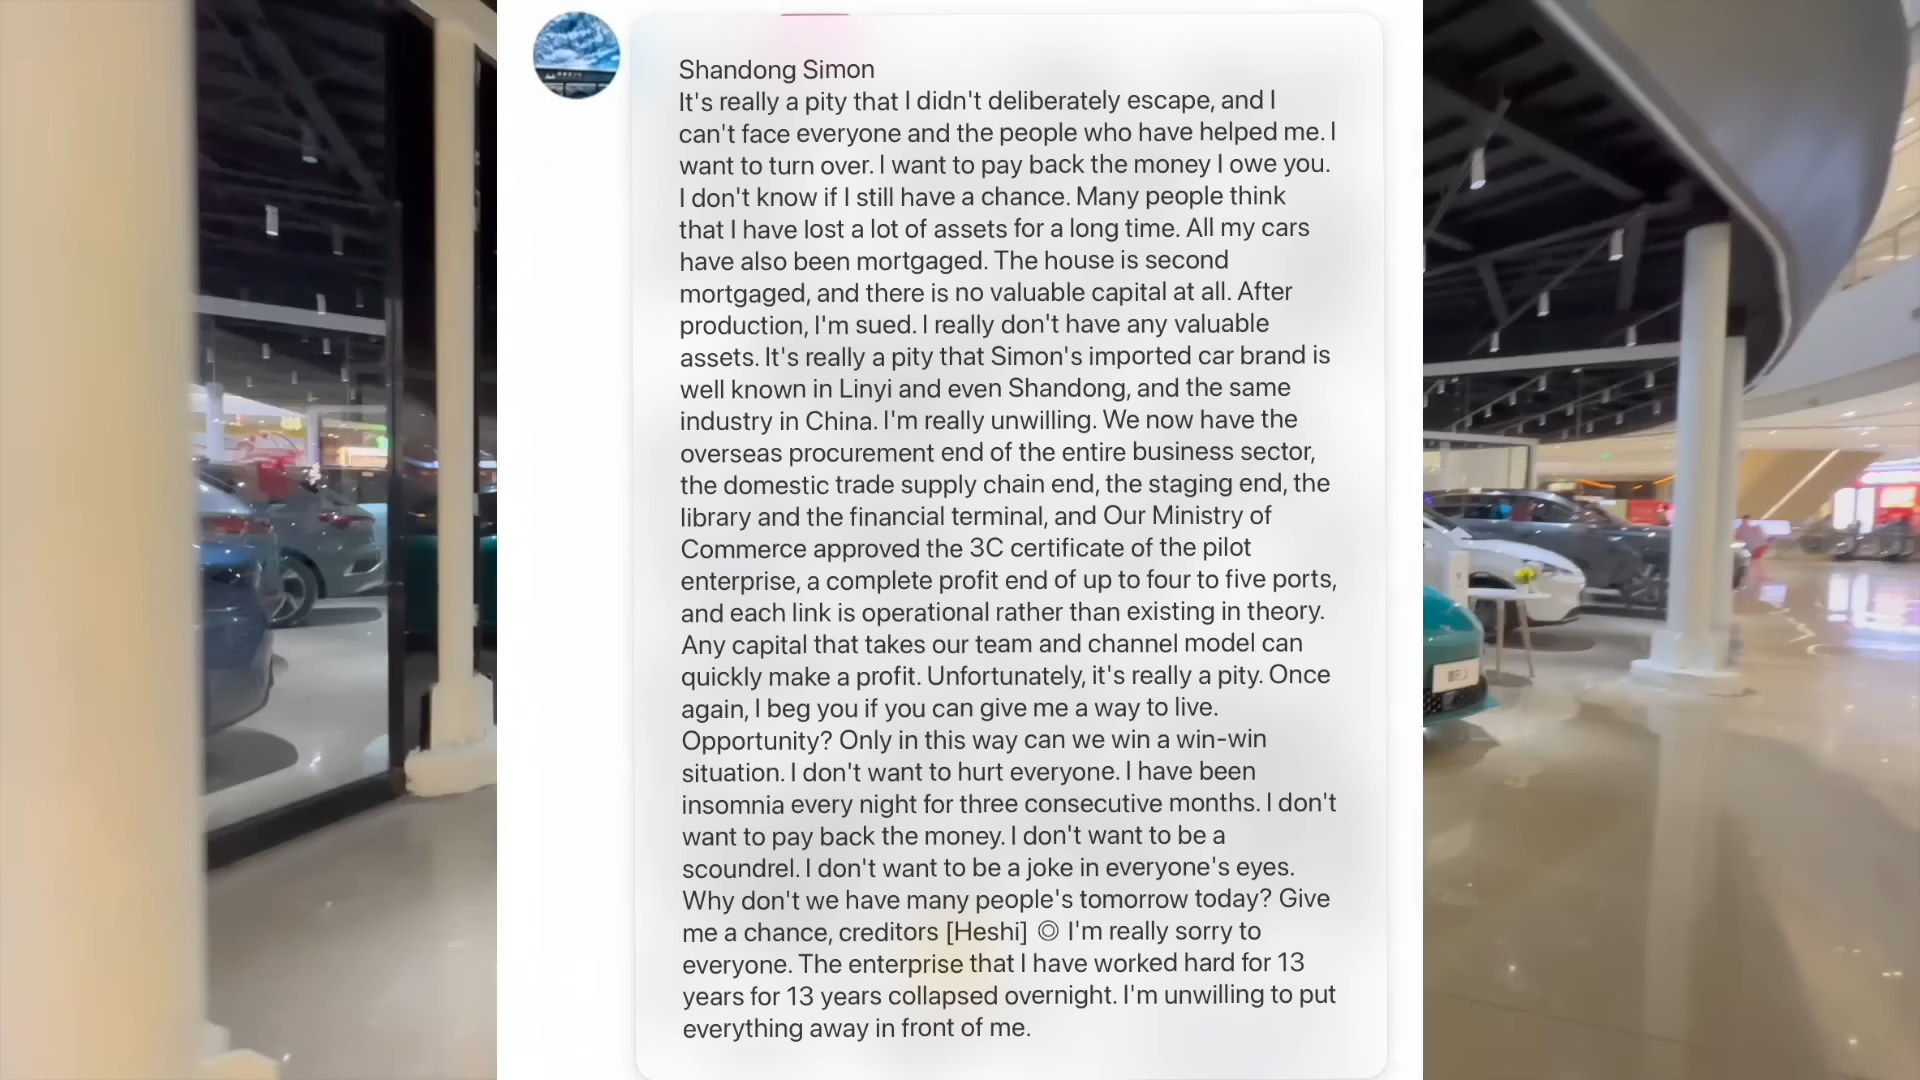 Shandong Simon
It's really a pity that I didn't deliberately escape, and I
can't face everyone and the people who have helped me. I
want to turn over. I want to pay back the money I owe you.
I don't know if I still have a chance. Many people think
that I have lost a lot of assets for a long time. All my cars
have also been mortgaged. The house is second
mortgaged, and there is no valuable capital at all. After
production, I'm sued. I really don't have any valuable
assets. It's really a pity that Simon's imported car brand is
well known in Linyi and even Shandong, and the same
industry in China. I'm really unwilling. We now have the
overseas procurement end of the entire business sector,
the domestic trade supply chain end, the staging end, the
library and the financial terminal, and Our Ministry of
Commerce approved the 3C certificate of the pilot
enterprise, a complete profit end of up to four to five ports,
and each link is operational rather than existing in theory.
Any capital that takes our team and channel model can
quickly make a profit. Unfortunately, it's really a pity. Once
again, I beg you if you can give me a way to live.
Opportunity? Only in this way can we win a win-win
situation. I don't want to hurt everyone. I have been
insomnia every night for three consecutive months. I don't
want to pay back the money. I don't want to be a
scoundrel. I don't want to be a joke in everyone's eyes.
Why don't we have many people's tomorrow today? Give
me a chance, creditors [Heshi] ◎ I'm really sorry to
everyone. The enterprise that I have worked hard for 13
years for 13 years collapsed overnight. I'm unwilling to put
everything away in front of me.